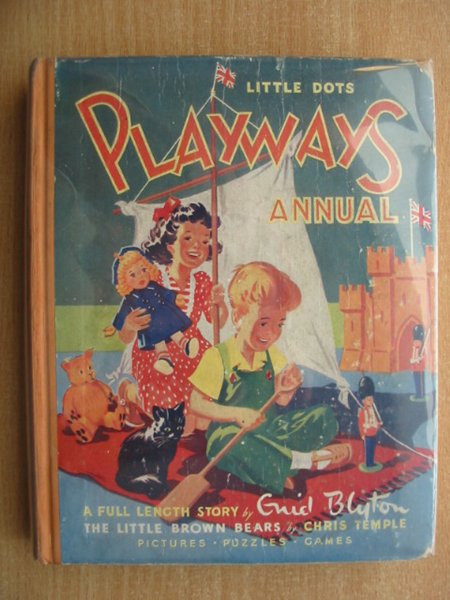 LITTLE DOTS
PLAYWAYS
ANNUAL
A FULL LENGTH STORY by Enid Blyton
THE LITTLE BROWN BEARS by CHRIS TEMPLE
PICTURES · PUZZLES · GAMES